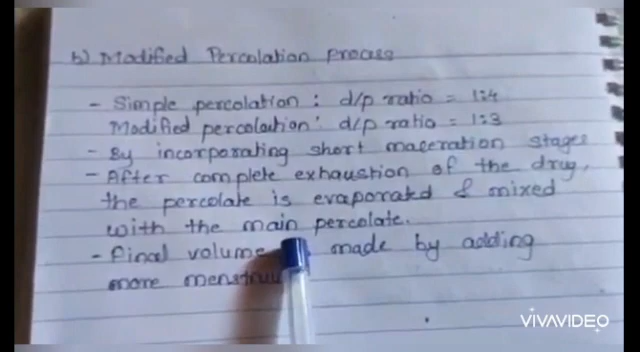 b) Modified Percolation process
- Simple percolation : d/p ratio = 1:4
Modified percolation : d/p ratio = 1:3
- By incorporating short maceration stages
- After complete exhaustion of the drug,
the percolate is evaporated & mixed
with the main percolate.
- Final volume made by adding
more
VIVAVIDEO